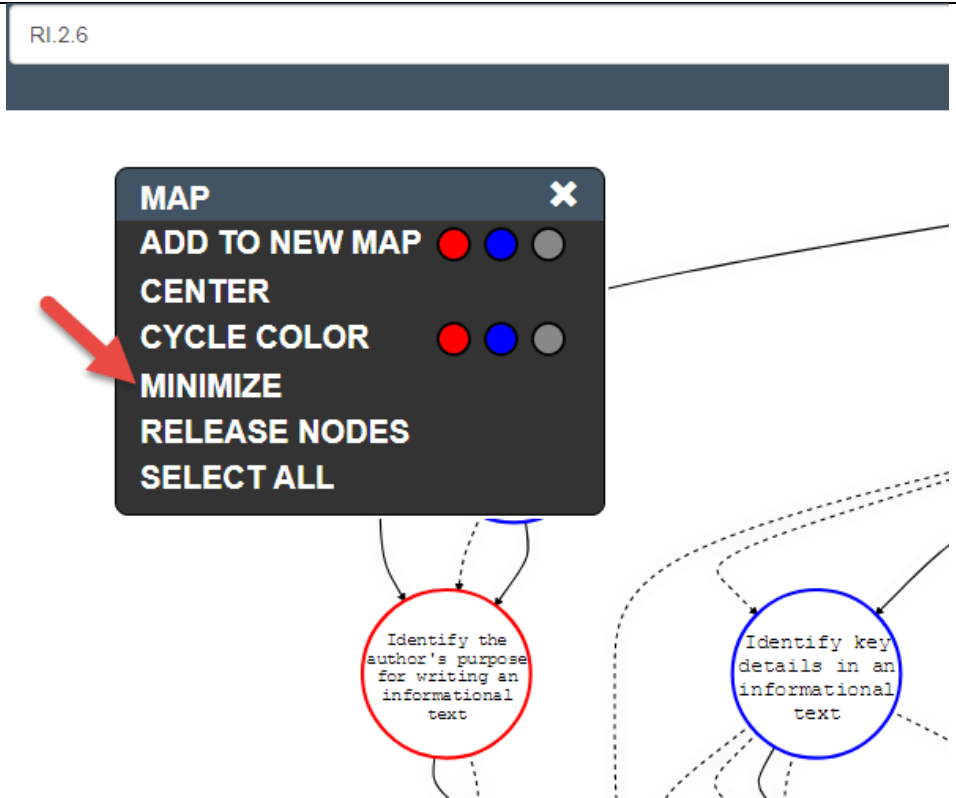 RI.2.6
MAP
ADD TO NEW MAP
CENTER
CYCLE COLOR
MINIMIZE
RELEASE NODES
SELECT ALL
Identify the
author's purpose
for writing an
informational
text
Identify key
details in an
informational
text